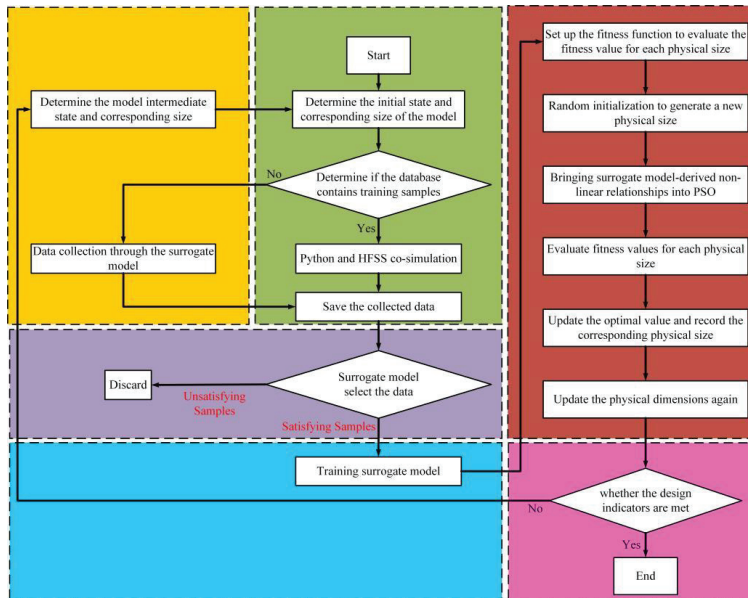 Start
Determine the model intermediate
state and corresponding size
Determine the initial state and
corresponding size of the model
No
Determine if the database
contains training samples
Yes
Data collection through the surrogate
model
Python and HFSS co-simulation
Save the collected data
Discard
Surrogate model
select the data
Unsatisfying
Samples
Satisfying Samples
Training surrogate model
Set up the fitness function to evaluate the
fitness value for each physical size
Random initialization to generate a new
physical size
Bringing surrogate model-derived non-
linear relationships into PSO
Evaluate fitness values for each physical
size
Update the optimal value and record the
corresponding physical size
Update the physical dimensions again
whether the design
indicators are met
No
Yes
End